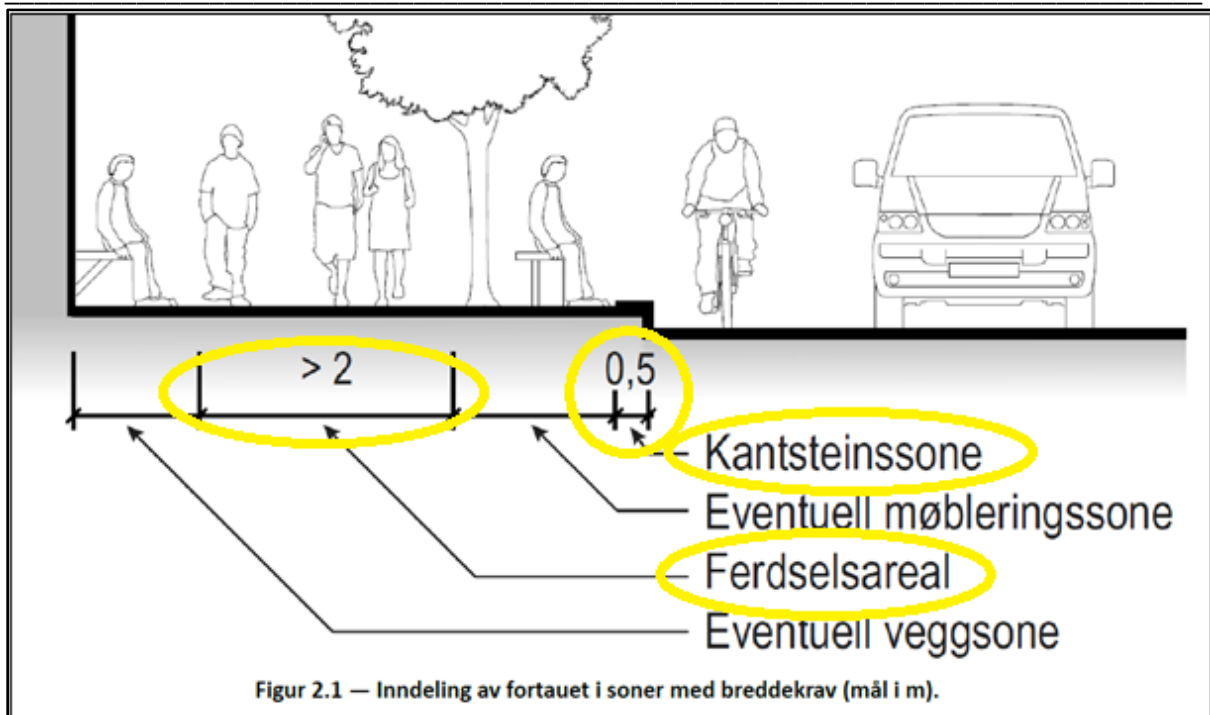 > 2
0,5
Kantsteinssone
Eventuell møbleringssone
Ferdselsareal
Eventuell veggsone
Figur 2.1 — Inndeling av fortauet i soner med breddekrav (mål i m).